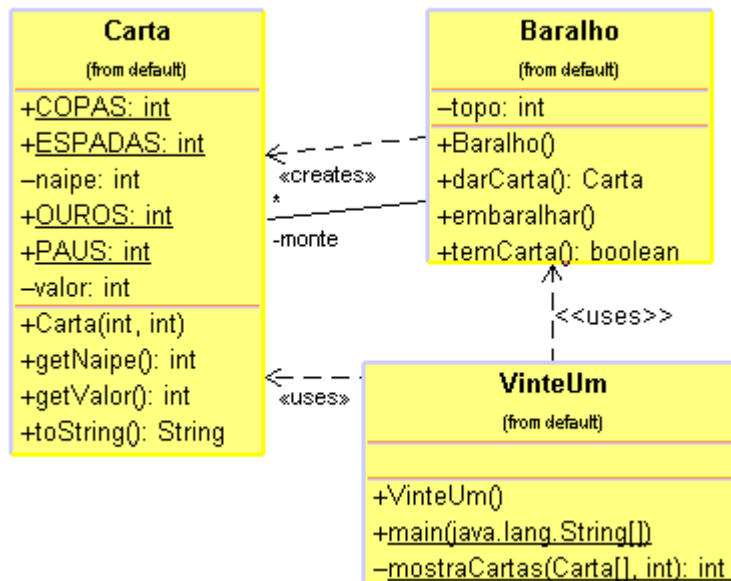 Carta
(from default)
+COPAS: int
+ESPADAS: int
–naipe: int
+OUROS: int
+PAUS: int
–valor: int
+Carta(int, int)
+getNaipe(): int
+getValor(): int
+toString(): String
«creates»
*
-monte
«uses»
Baralho
(from default)
–topo: int
+Baralho()
+darCarta(): Carta
+embaralhar()
+temCarta(): boolean
<<uses>>
VinteUm
(from default)
+VinteUm()
+main(java.lang.String[])
–mostraCartas(Carta[], int): int